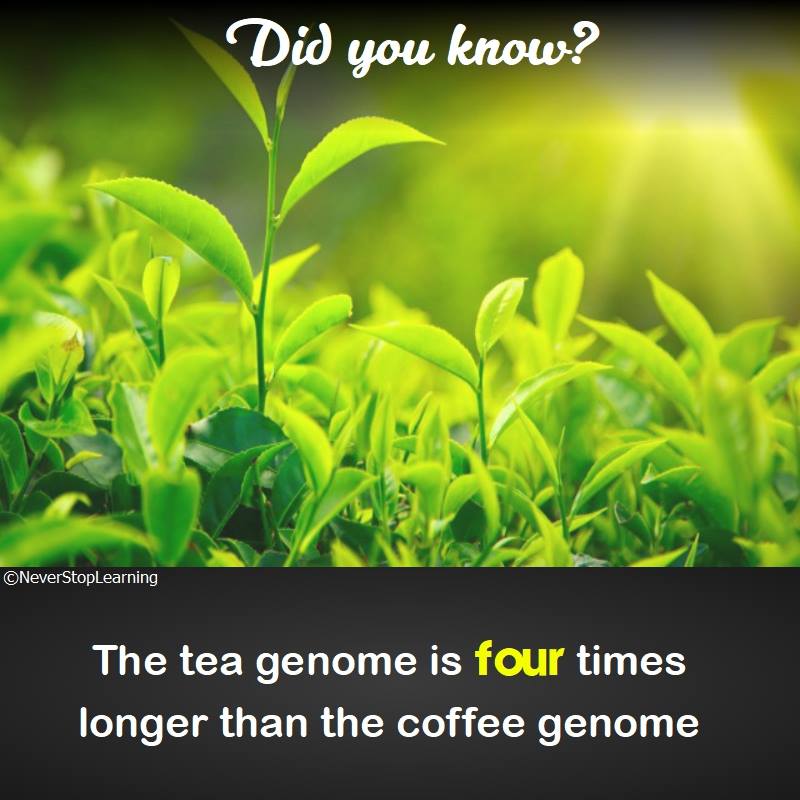 Did you know?
©NeverStopLearning
The tea genome is four times
longer than the coffee genome